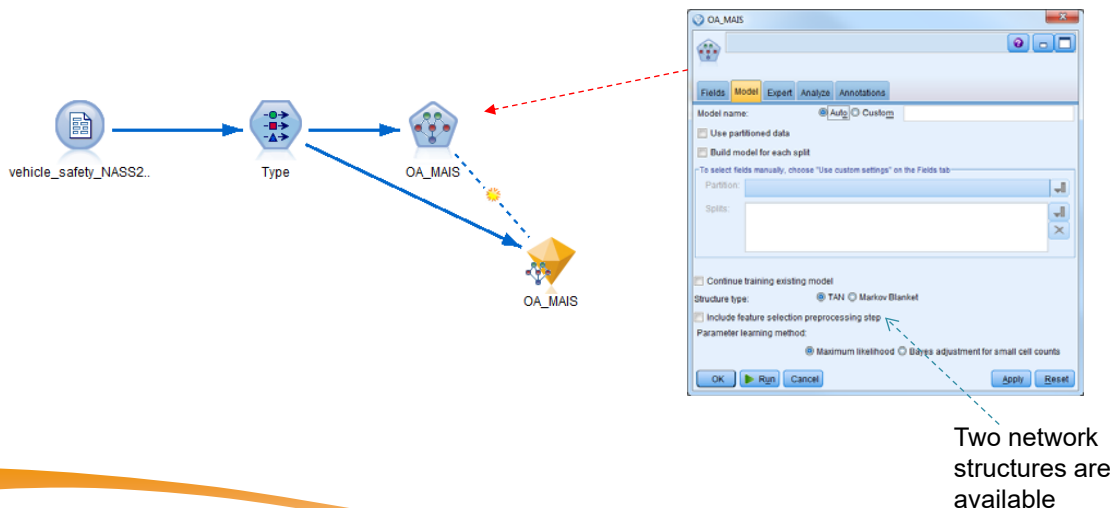 OA_MAIS
Fields Model Expert Analyze Annotations
Model name: Auto Custom
Use partitioned data
Build model for each split
To select fields manually, choose "Use custom settings" on the Fields tab
Partition:
Splits:
Continue training existing model
Structure type: TAN Markov Blanket
Include feature selection preprocessing step
Parameter learning method:
Maximum likelihood Bayes adjustment for small cell counts
OK Run Cancel Apply Reset
vehicle_safety_NASS2..
Type
OA_MAIS
OA_MAIS
Two network
structures are
available